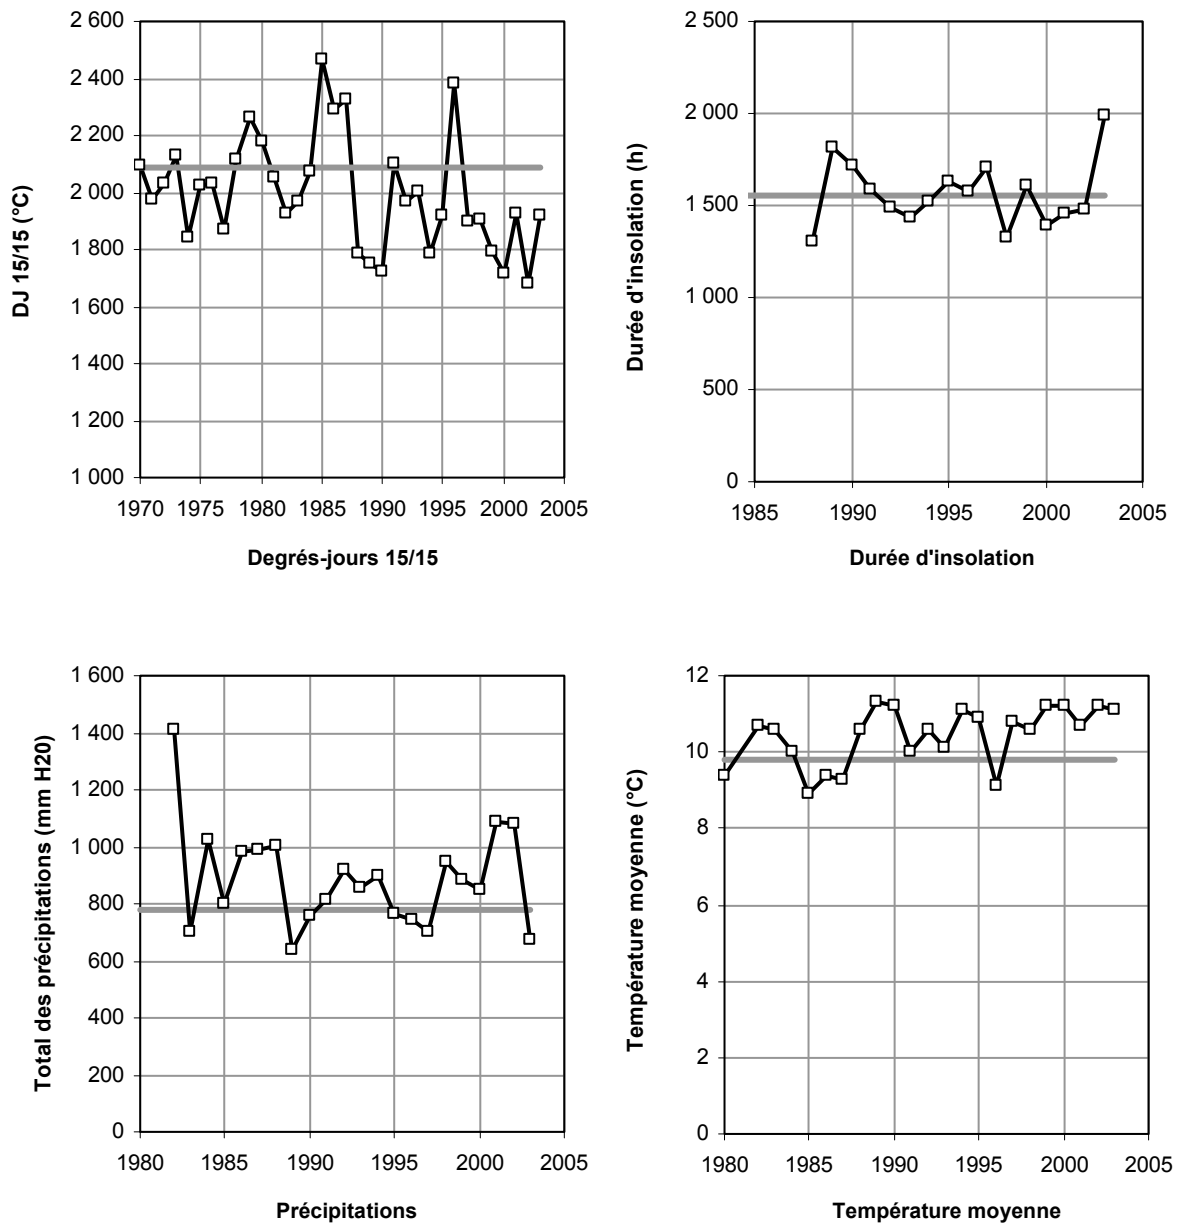 DJ 15/15 (°C)
2 600
2 400
2 200
2 000
1 800
1 600
1 400
1 200
1 000
1970 1975 1980 1985 1990 1995 2000 2005
Degrés-jours 15/15
Durée d'insolation (h)
2 500
2 000
1 500
1 000
500
0
1985 1990 1995 2000 2005
Durée d'insolation
Total des précipitations (mm H20)
1 600
1 400
1 200
1 000
800
600
400
200
0
1980 1985 1990 1995 2000 2005
Précipitations
Température moyenne (°C)
12
10
8
6
4
2
0
1980 1985 1990 1995 2000 2005
Température moyenne